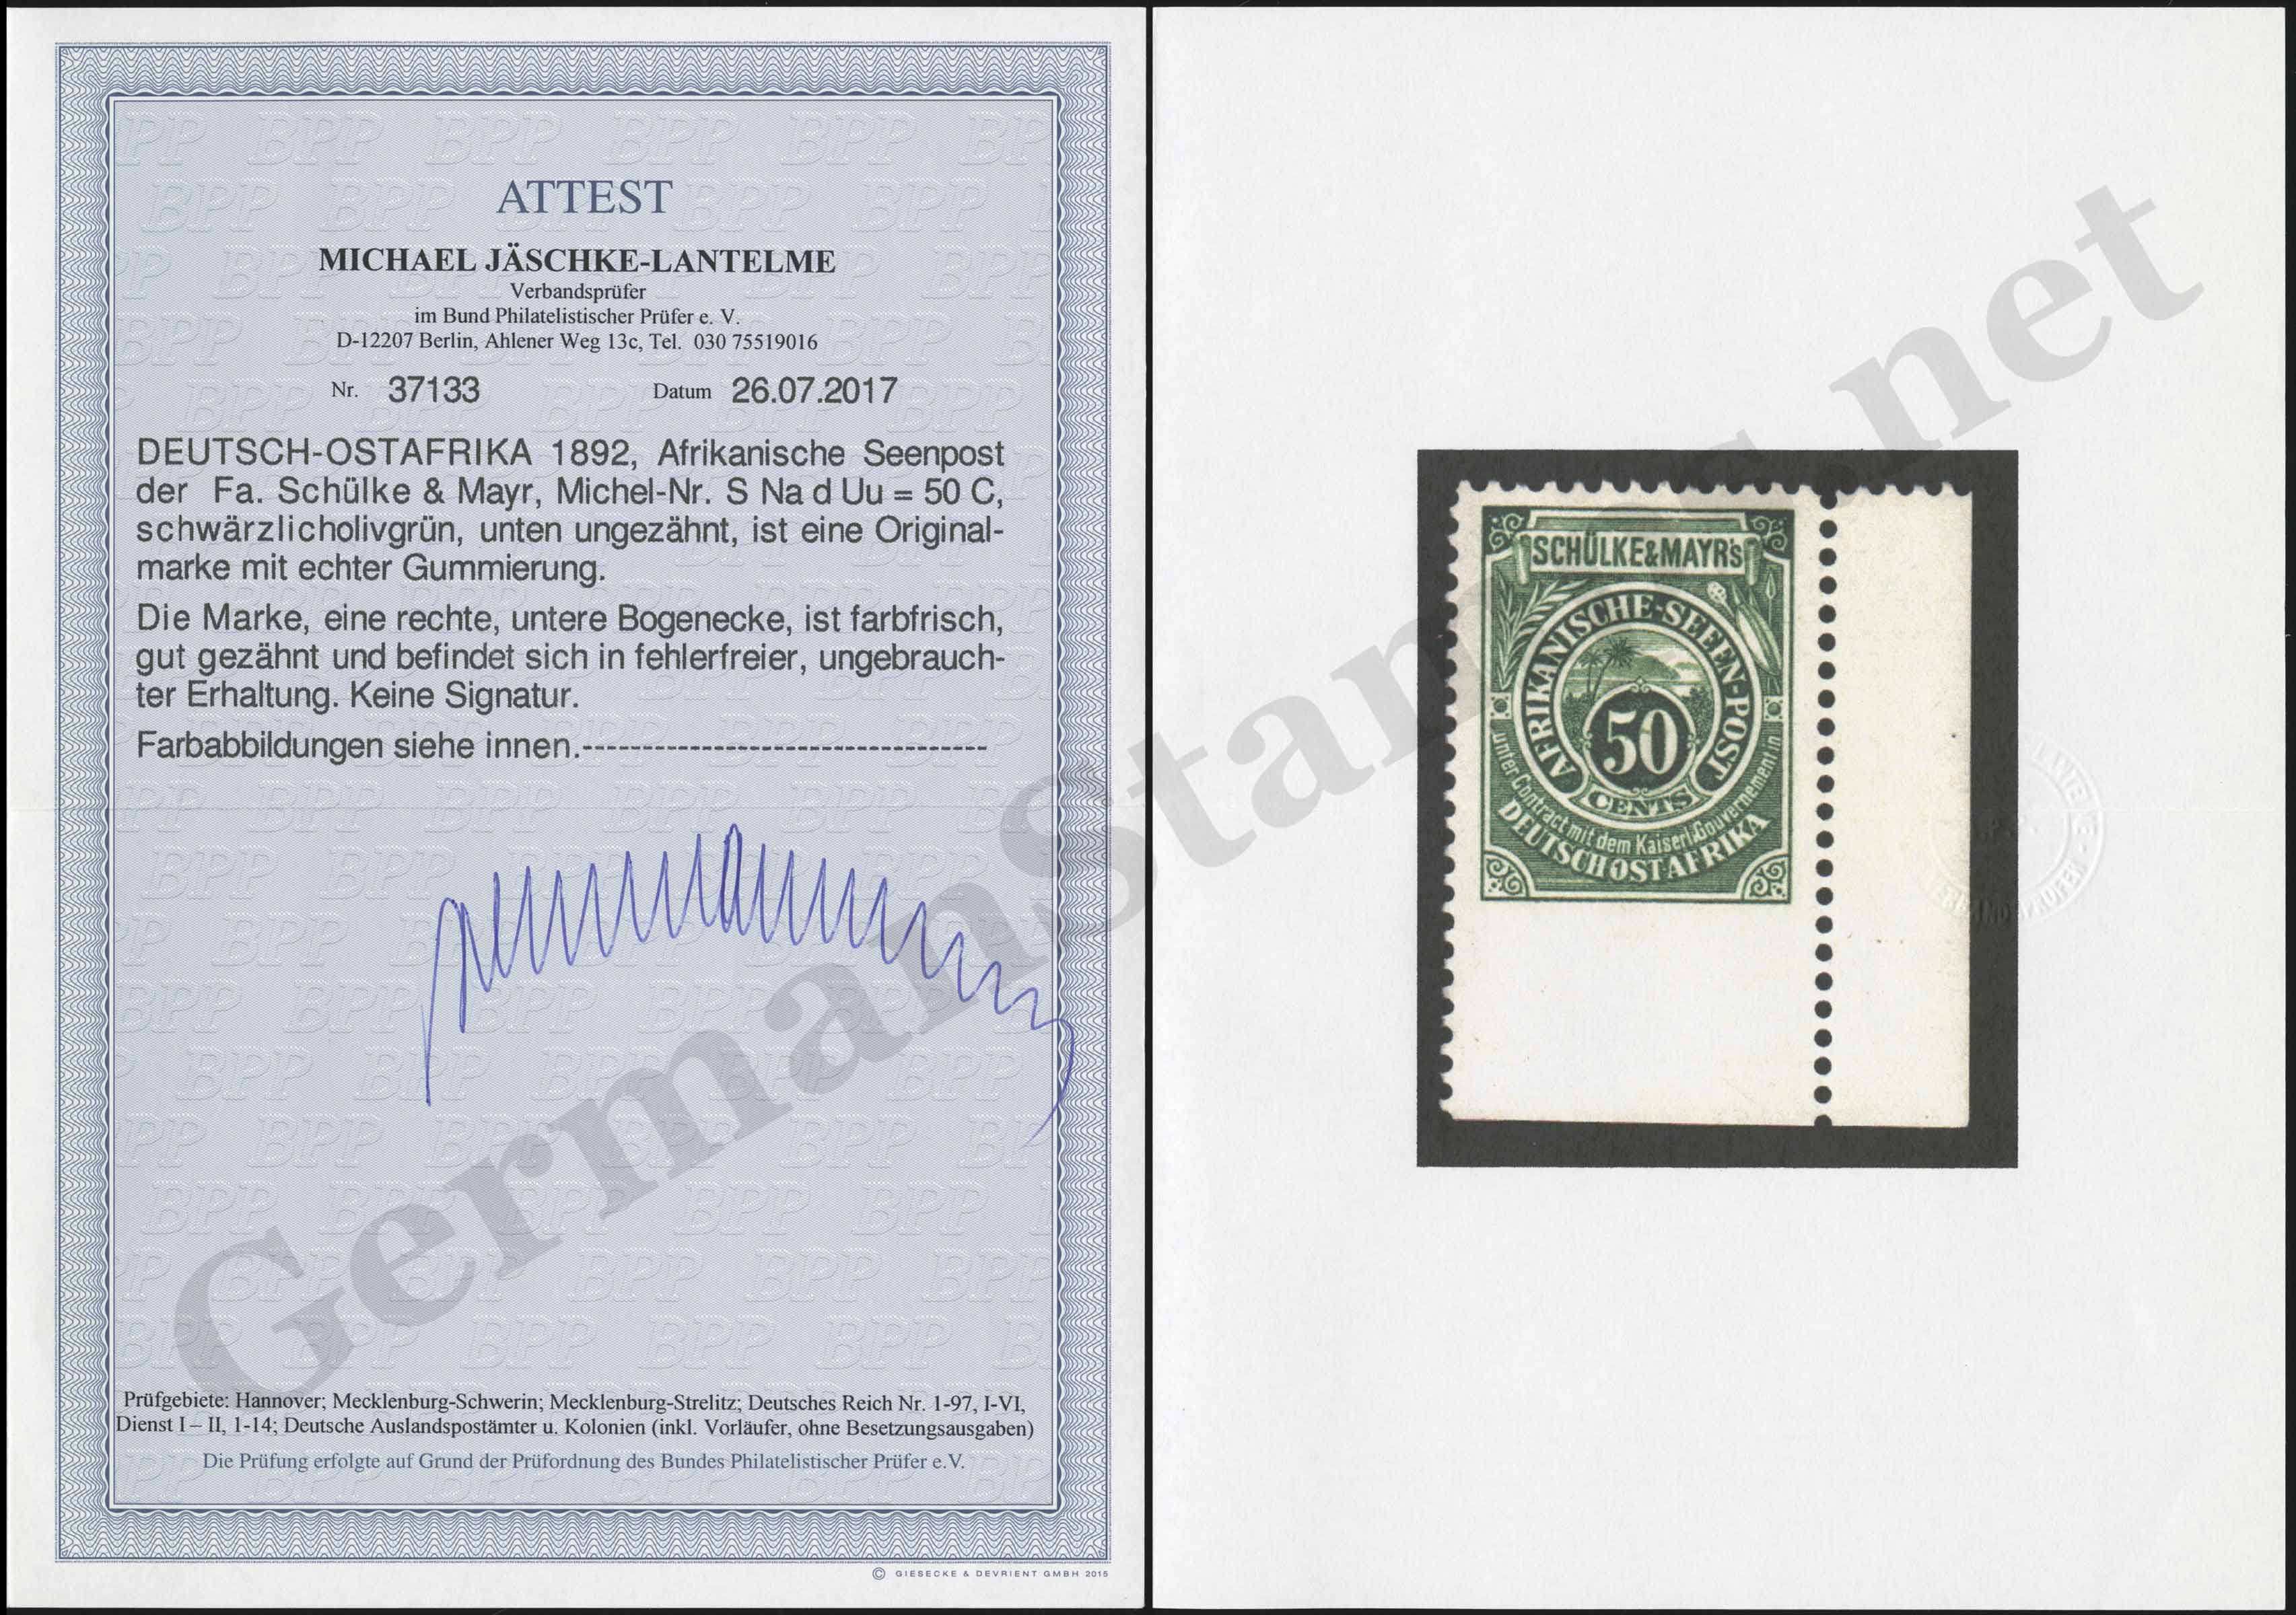 ATTEST
MICHAEL JÄSCHKE-LANTELME
Verbandsprüfer
im Bund Philatelistischer Prüfer e. V.
D-12207 Berlin, Ahlener Weg 13c, Tel. 030 75519016
Nr. 37133 Datum 26.07.2017
DEUTSCH-OSTAFRIKA 1892, Afrikanische Seenpost
der Fa. Schülke & Mayr, Michel-Nr. S Na d Uu = 50 C,
schwärzlicholivgrün, unten ungezähnt, ist eine Original-
marke mit echter Gummierung.
Die Marke, eine rechte, untere Bogenecke, ist farbfrisch,
gut gezähnt und befindet sich in fehlerfreier, ungebrauch-
ter Erhaltung. Keine Signatur.
Farbabbildungen siehe innen.----------------------------------
Prüfgebiete: Hannover; Mecklenburg-Schwerin; Mecklenburg-Strelitz; Deutsches Reich Nr. 1-97, I-VI,
Dienst I – II, 1-14; Deutsche Auslandspostämter u. Kolonien (inkl. Vorläufer, ohne Besetzungsausgaben)
Die Prüfung erfolgte auf Grund der Prüfordnung des Bundes Philatelistischer Prüfer e.V.
© GIESECKE & DEVRIENT GMBH 2015
SCHÜLKE&MAYR's
AFRIKANISCHE-SEEN-POST
50
CENTS
unter Contract mit dem Kaiserl. Gouvernement in
DEUTSCH OSTAFRIKA
GermanStamps.net